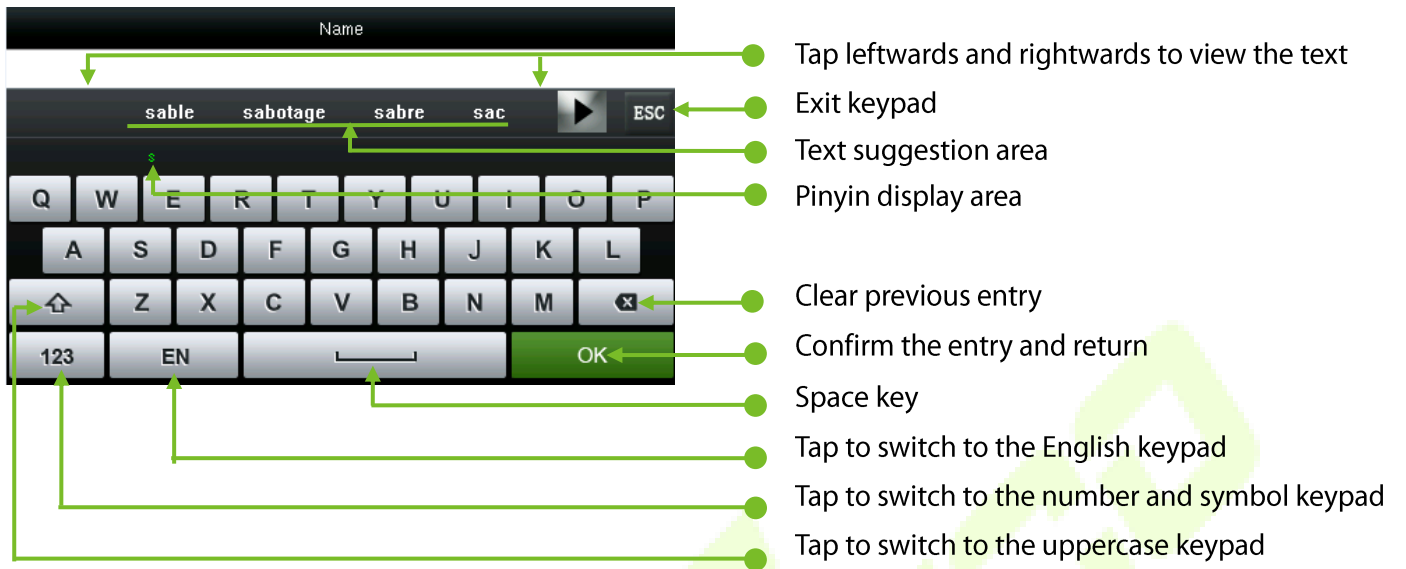 Name
Tap leftwards and rightwards to view the text
sable sabotage sabre sac ESC
Exit keypad
Text suggestion area
s
Pinyin display area
Q W E R T Y U I O P
A S D F G H J K L
Z X C V B N M
Clear previous entry
123 EN OK
Confirm the entry and return
Space key
Tap to switch to the English keypad
Tap to switch to the number and symbol keypad
Tap to switch to the uppercase keypad